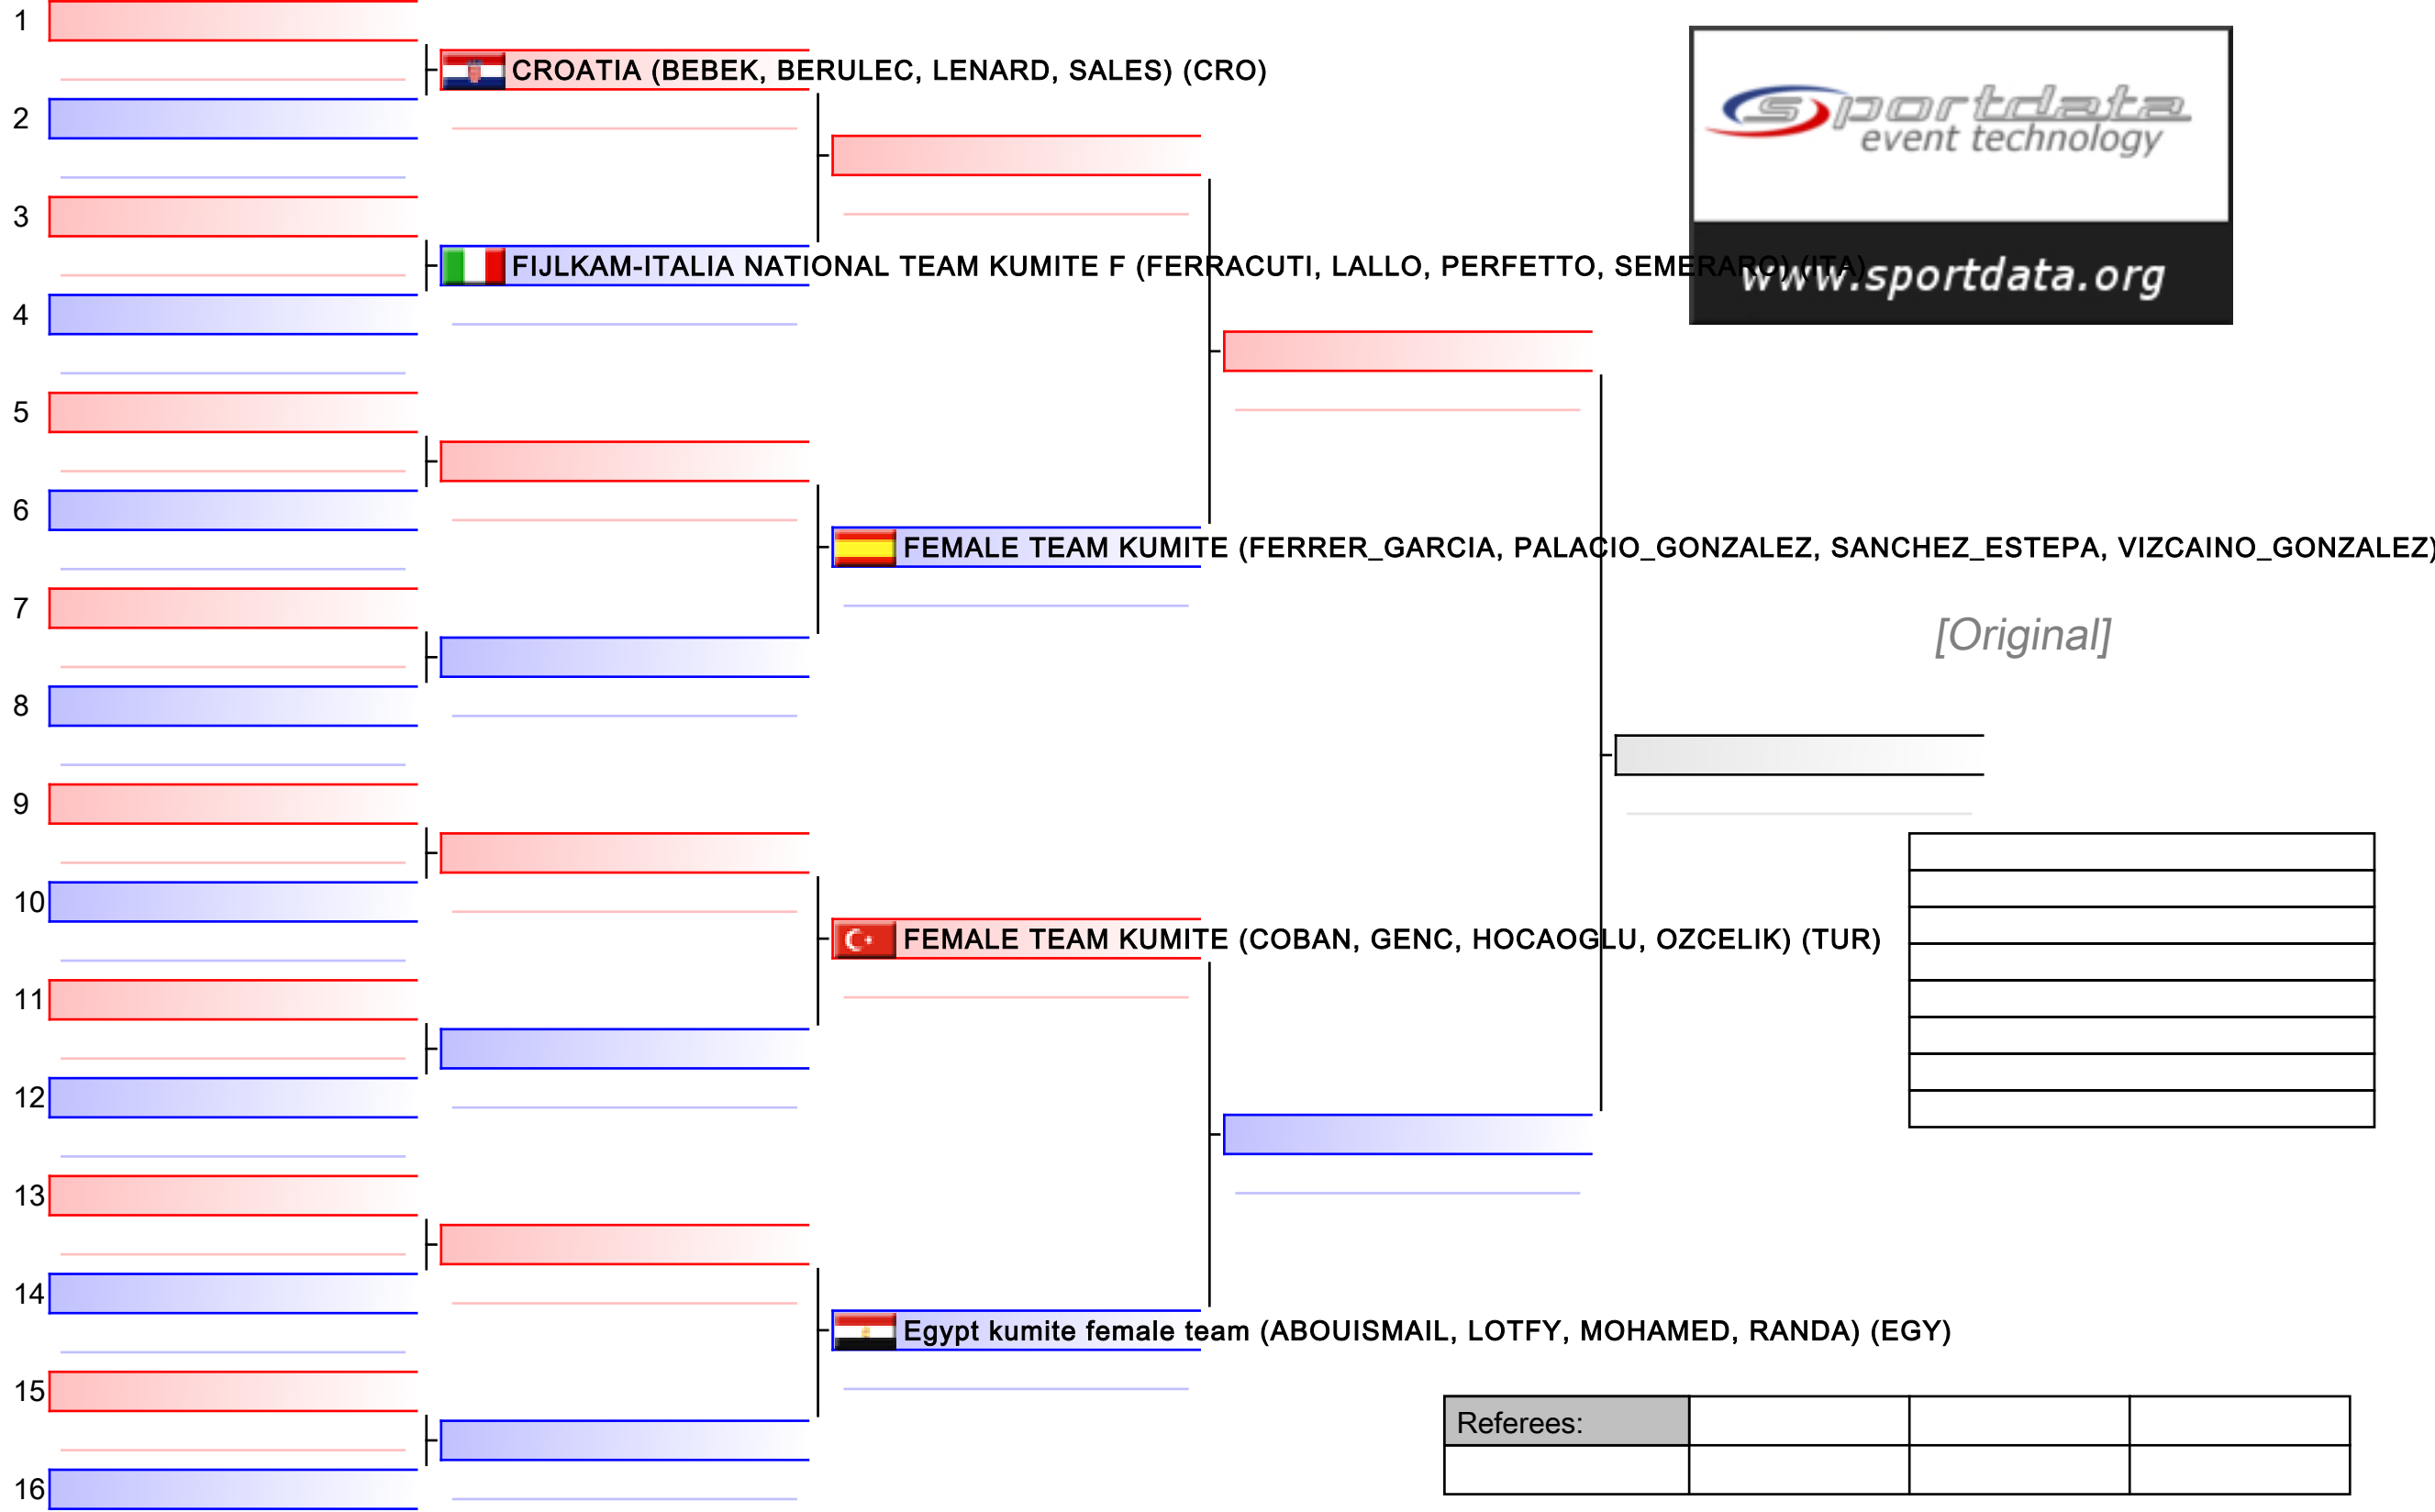 1
CROATIA (BEBEK, BERULEC, LENARD, SALES) (CRO)
2
sportdata
event technology
3
FIJLKAM-ITALIA NATIONAL TEAM KUMITE F (FERRACUTI, LALLO, PERFETTO, SEMERARO) (ITA)
www.sportdata.org
4
5
6
FEMALE TEAM KUMITE (FERRER_GARCIA, PALACIO_GONZALEZ, SANCHEZ_ESTEPA, VIZCAINO_GONZALEZ)
7
[Original]
8
9
10
FEMALE TEAM KUMITE (COBAN, GENC, HOCAOGLU, OZCELIK) (TUR)
11
12
13
14
Egypt kumite female team (ABOUISMAIL, LOTFY, MOHAMED, RANDA) (EGY)
15
Referees:
16